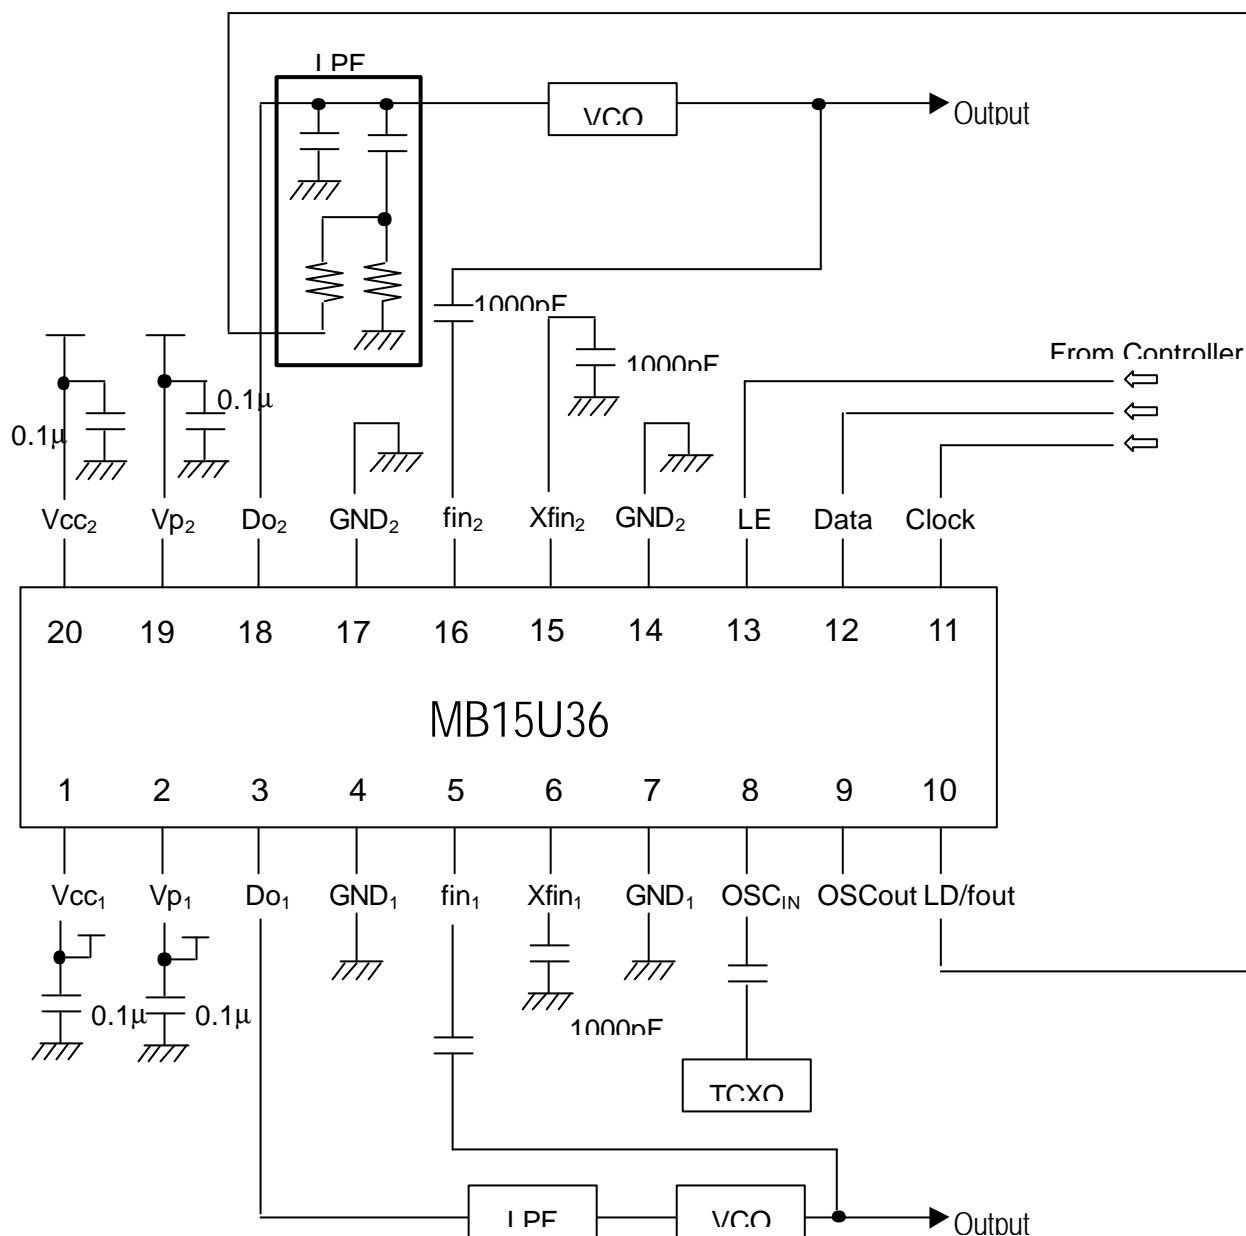 LPF
VCO
Output
1000pF
1000pF
From Controller
0.1μ
0.1μ
Vcc2 Vp2 Do2 GND2 fin2 Xfin2 GND2 LE Data Clock
20 19 18 17 16 15 14 13 12 11
MB15U36
1 2 3 4 5 6 7 8 9 10
Vcc1 Vp1 Do1 GND1 fin1 Xfin1 GND1 OSCIN OSCout LD/fout
0.1μ 0.1μ
1000pF
TCXO
LPF VCO Output